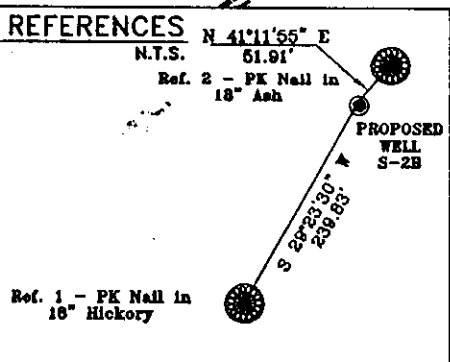 REFERENCES
N 41°11'55" E
N.T.S.
51.91'
Ref. 2 - PK Nail in
18" Ash
PROPOSED
WELL
S-2B
S 29°23'30" W
239.83'
Ref. 1 - PK Nail in
18" Hickory